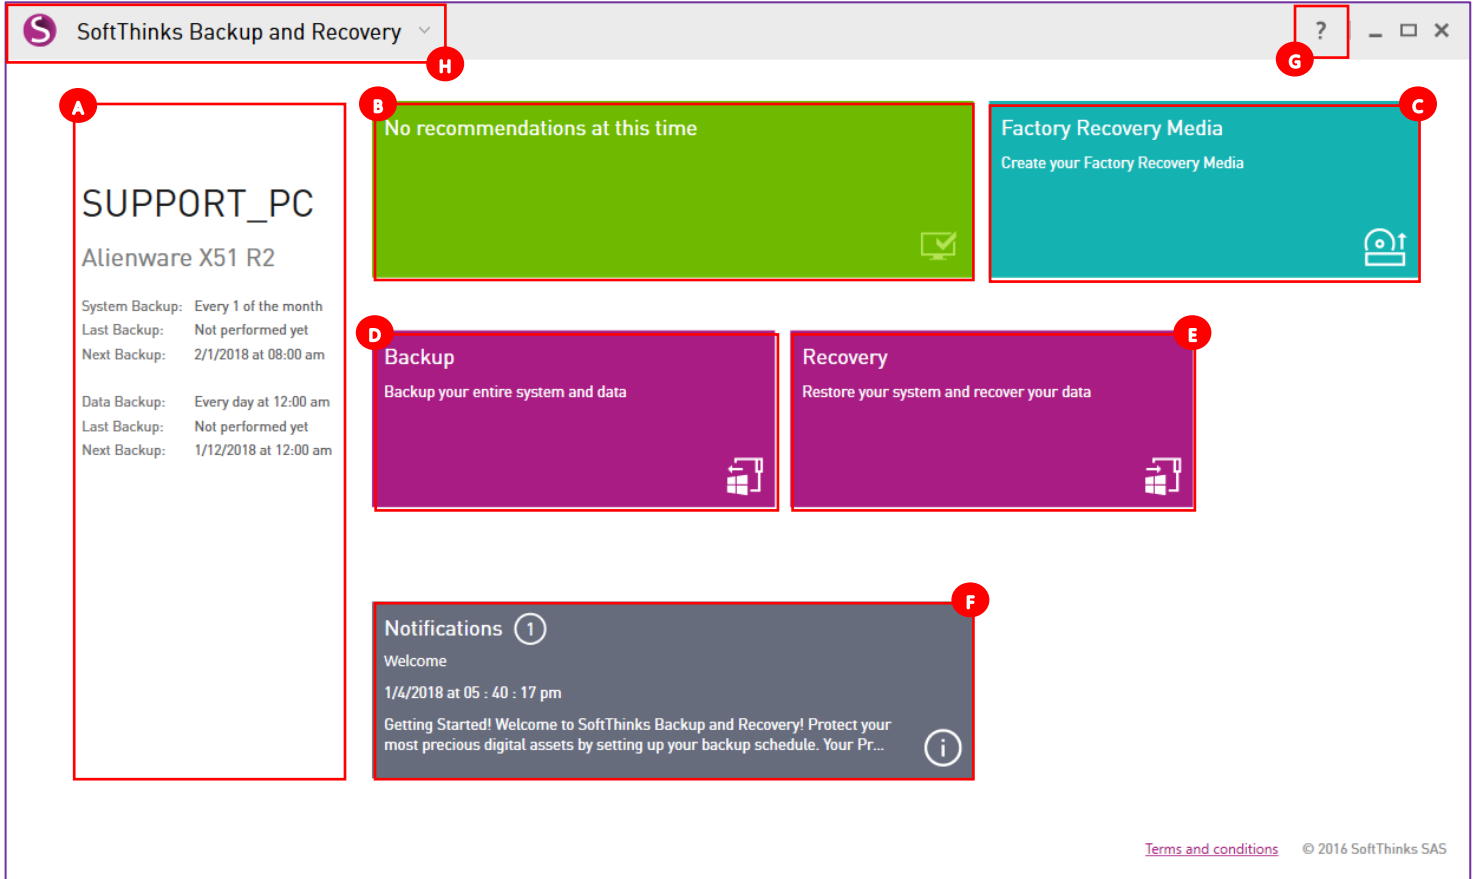 S SoftThinks Backup and Recovery
H
?
G
A
SUPPORT_PC
Alienware X51 R2
System Backup: Every 1 of the month
Last Backup: Not performed yet
Next Backup: 2/1/2018 at 08:00 am
Data Backup: Every day at 12:00 am
Last Backup: Not performed yet
Next Backup: 1/12/2018 at 12:00 am
B
No recommendations at this time
C
Factory Recovery Media
Create your Factory Recovery Media
D
Backup
Backup your entire system and data
E
Recovery
Restore your system and recover your data
F
Notifications 1
Welcome
1/4/2018 at 05 : 40 : 17 pm
Getting Started! Welcome to SoftThinks Backup and Recovery! Protect your
most precious digital assets by setting up your backup schedule. Your Pr...
i
Terms and conditions © 2016 SoftThinks SAS